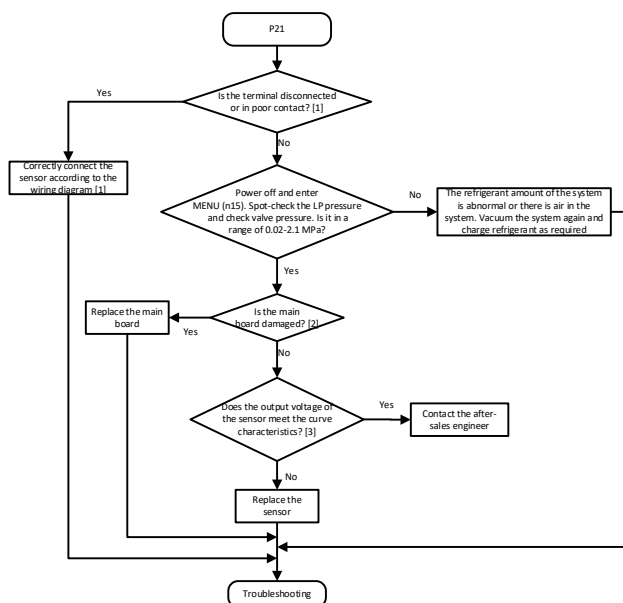 P21
Is the terminal disconnected
or in poor contact? [1]
Yes
No
Correctly connect the
sensor according to the
wiring diagram [1]
Power off and enter
MENU (n15). Spot-check the LP pressure
and check valve pressure. Is it in a
range of 0.02-2.1 MPa?
No
The refrigerant amount of the system
is abnormal or there is air in the
system. Vacuum the system again and
charge refrigerant as required
Yes
Replace the main
board
Yes
Is the main
board damaged? [2]
No
Does the output voltage of
the sensor meet the curve
characteristics? [3]
Yes
Contact the after-
sales engineer
No
Replace the
sensor
Troubleshooting